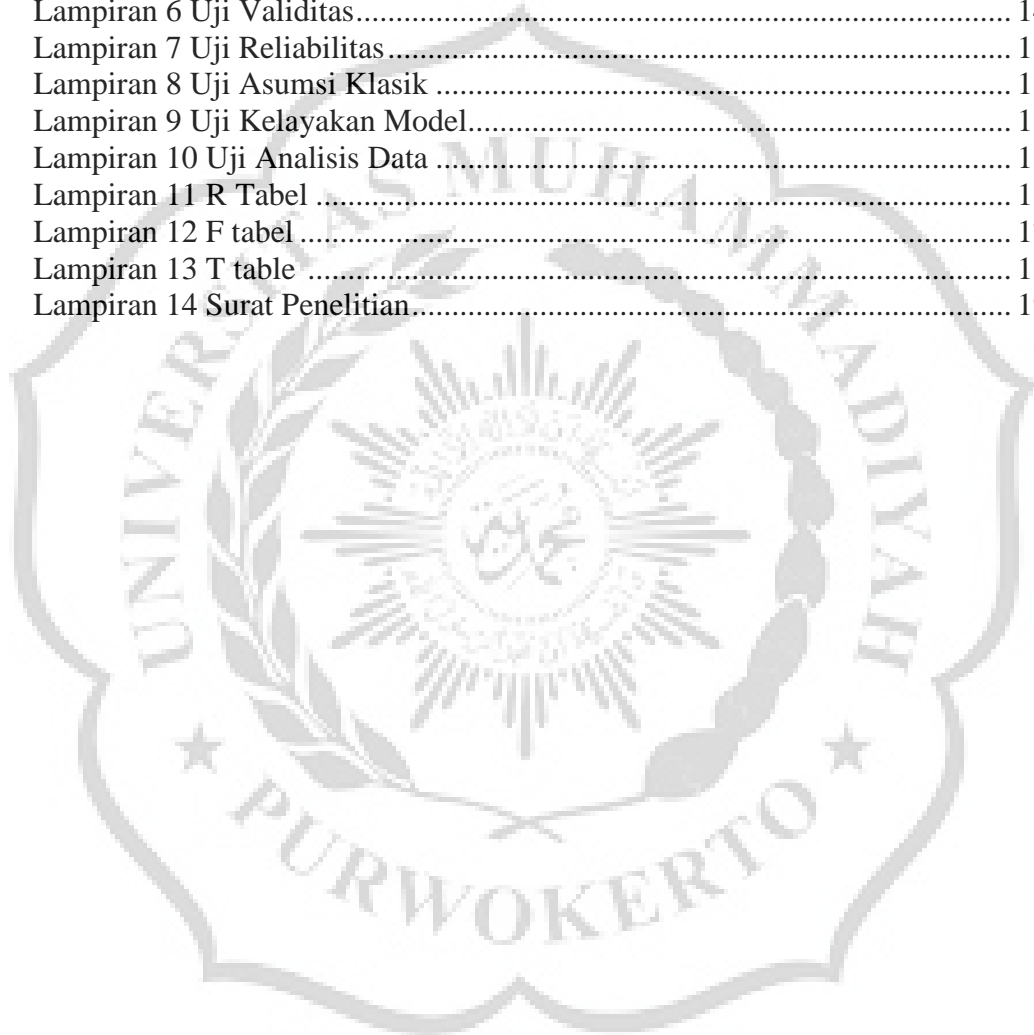 Lampiran 6 Uji Validitas........................................................................................ 1
Lampiran 7 Uji Reliabilitas.................................................................................... 1
Lampiran 8 Uji Asumsi Klasik .............................................................................. 1
Lampiran 9 Uji Kelayakan Model.......................................................................... 1
Lampiran 10 Uji Analisis Data .............................................................................. 1
Lampiran 11 R Tabel ............................................................................................. 1
Lampiran 12 F tabel ............................................................................................... 1
Lampiran 13 T table .............................................................................................. 1
Lampiran 14 Surat Penelitian................................................................................. 1
UNIVERSITAS MUHAMMADIYAH
PURWOKERTO